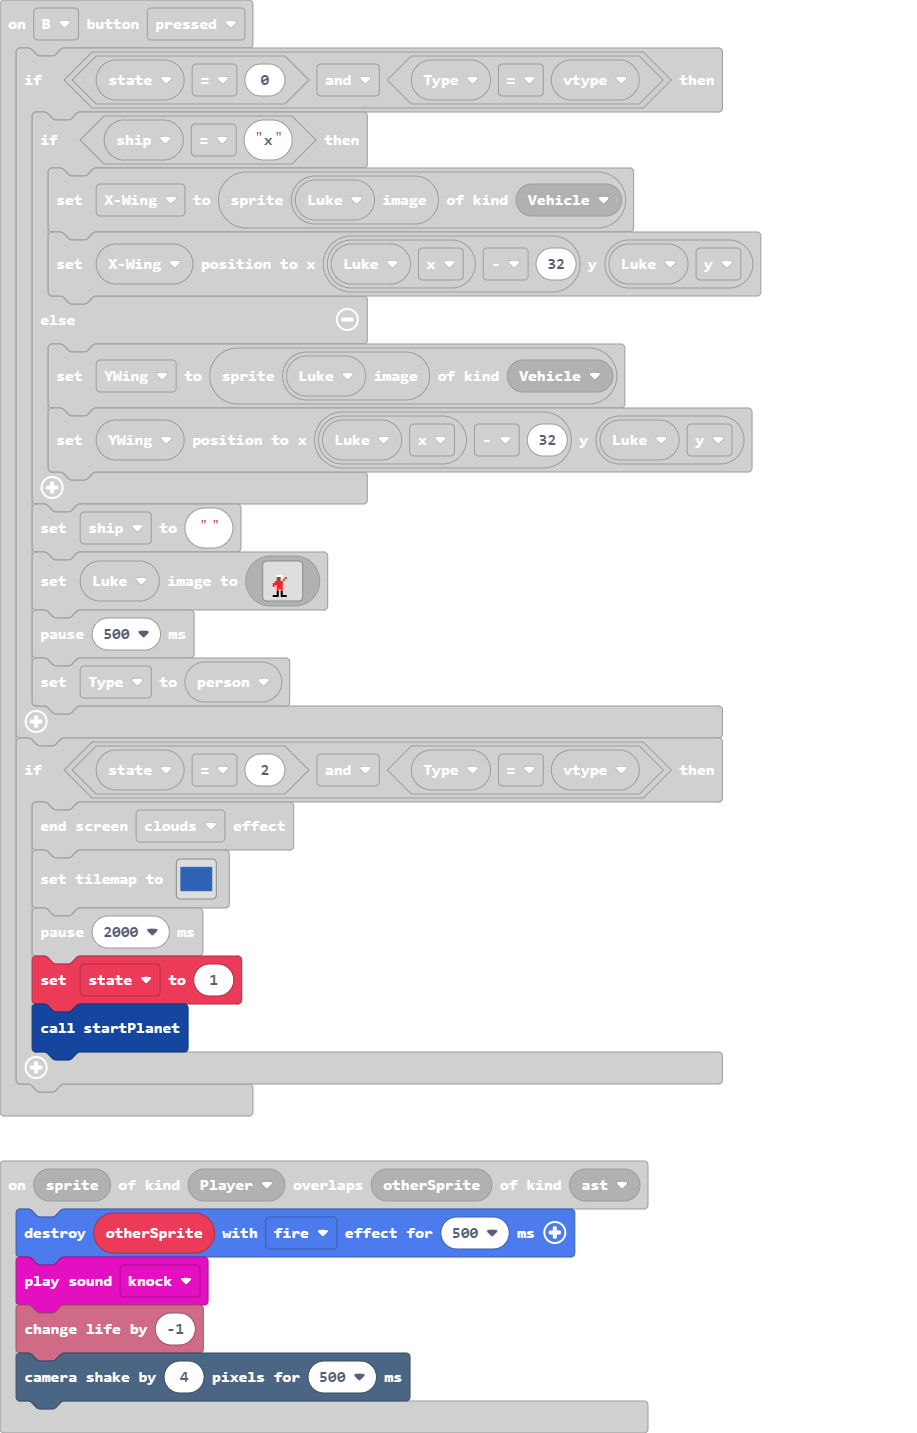 on B button pressed
if state = 0 and Type = vtype then
if ship = "x" then
set X-Wing to sprite Luke image of kind Vehicle
set X-Wing position to x Luke x - 32 y Luke y
else
set YWing to sprite Luke image of kind Vehicle
set YWing position to x Luke x - 32 y Luke y
set ship to " "
set Luke image to
pause 500 ms
set Type to person
if state = 2 and Type = vtype then
end screen clouds effect
set tilemap to
pause 2000 ms
set state to 1
call startPlanet
on sprite of kind Player overlaps otherSprite of kind ast
destroy otherSprite with fire effect for 500 ms
play sound knock
change life by -1
camera shake by 4 pixels for 500 ms